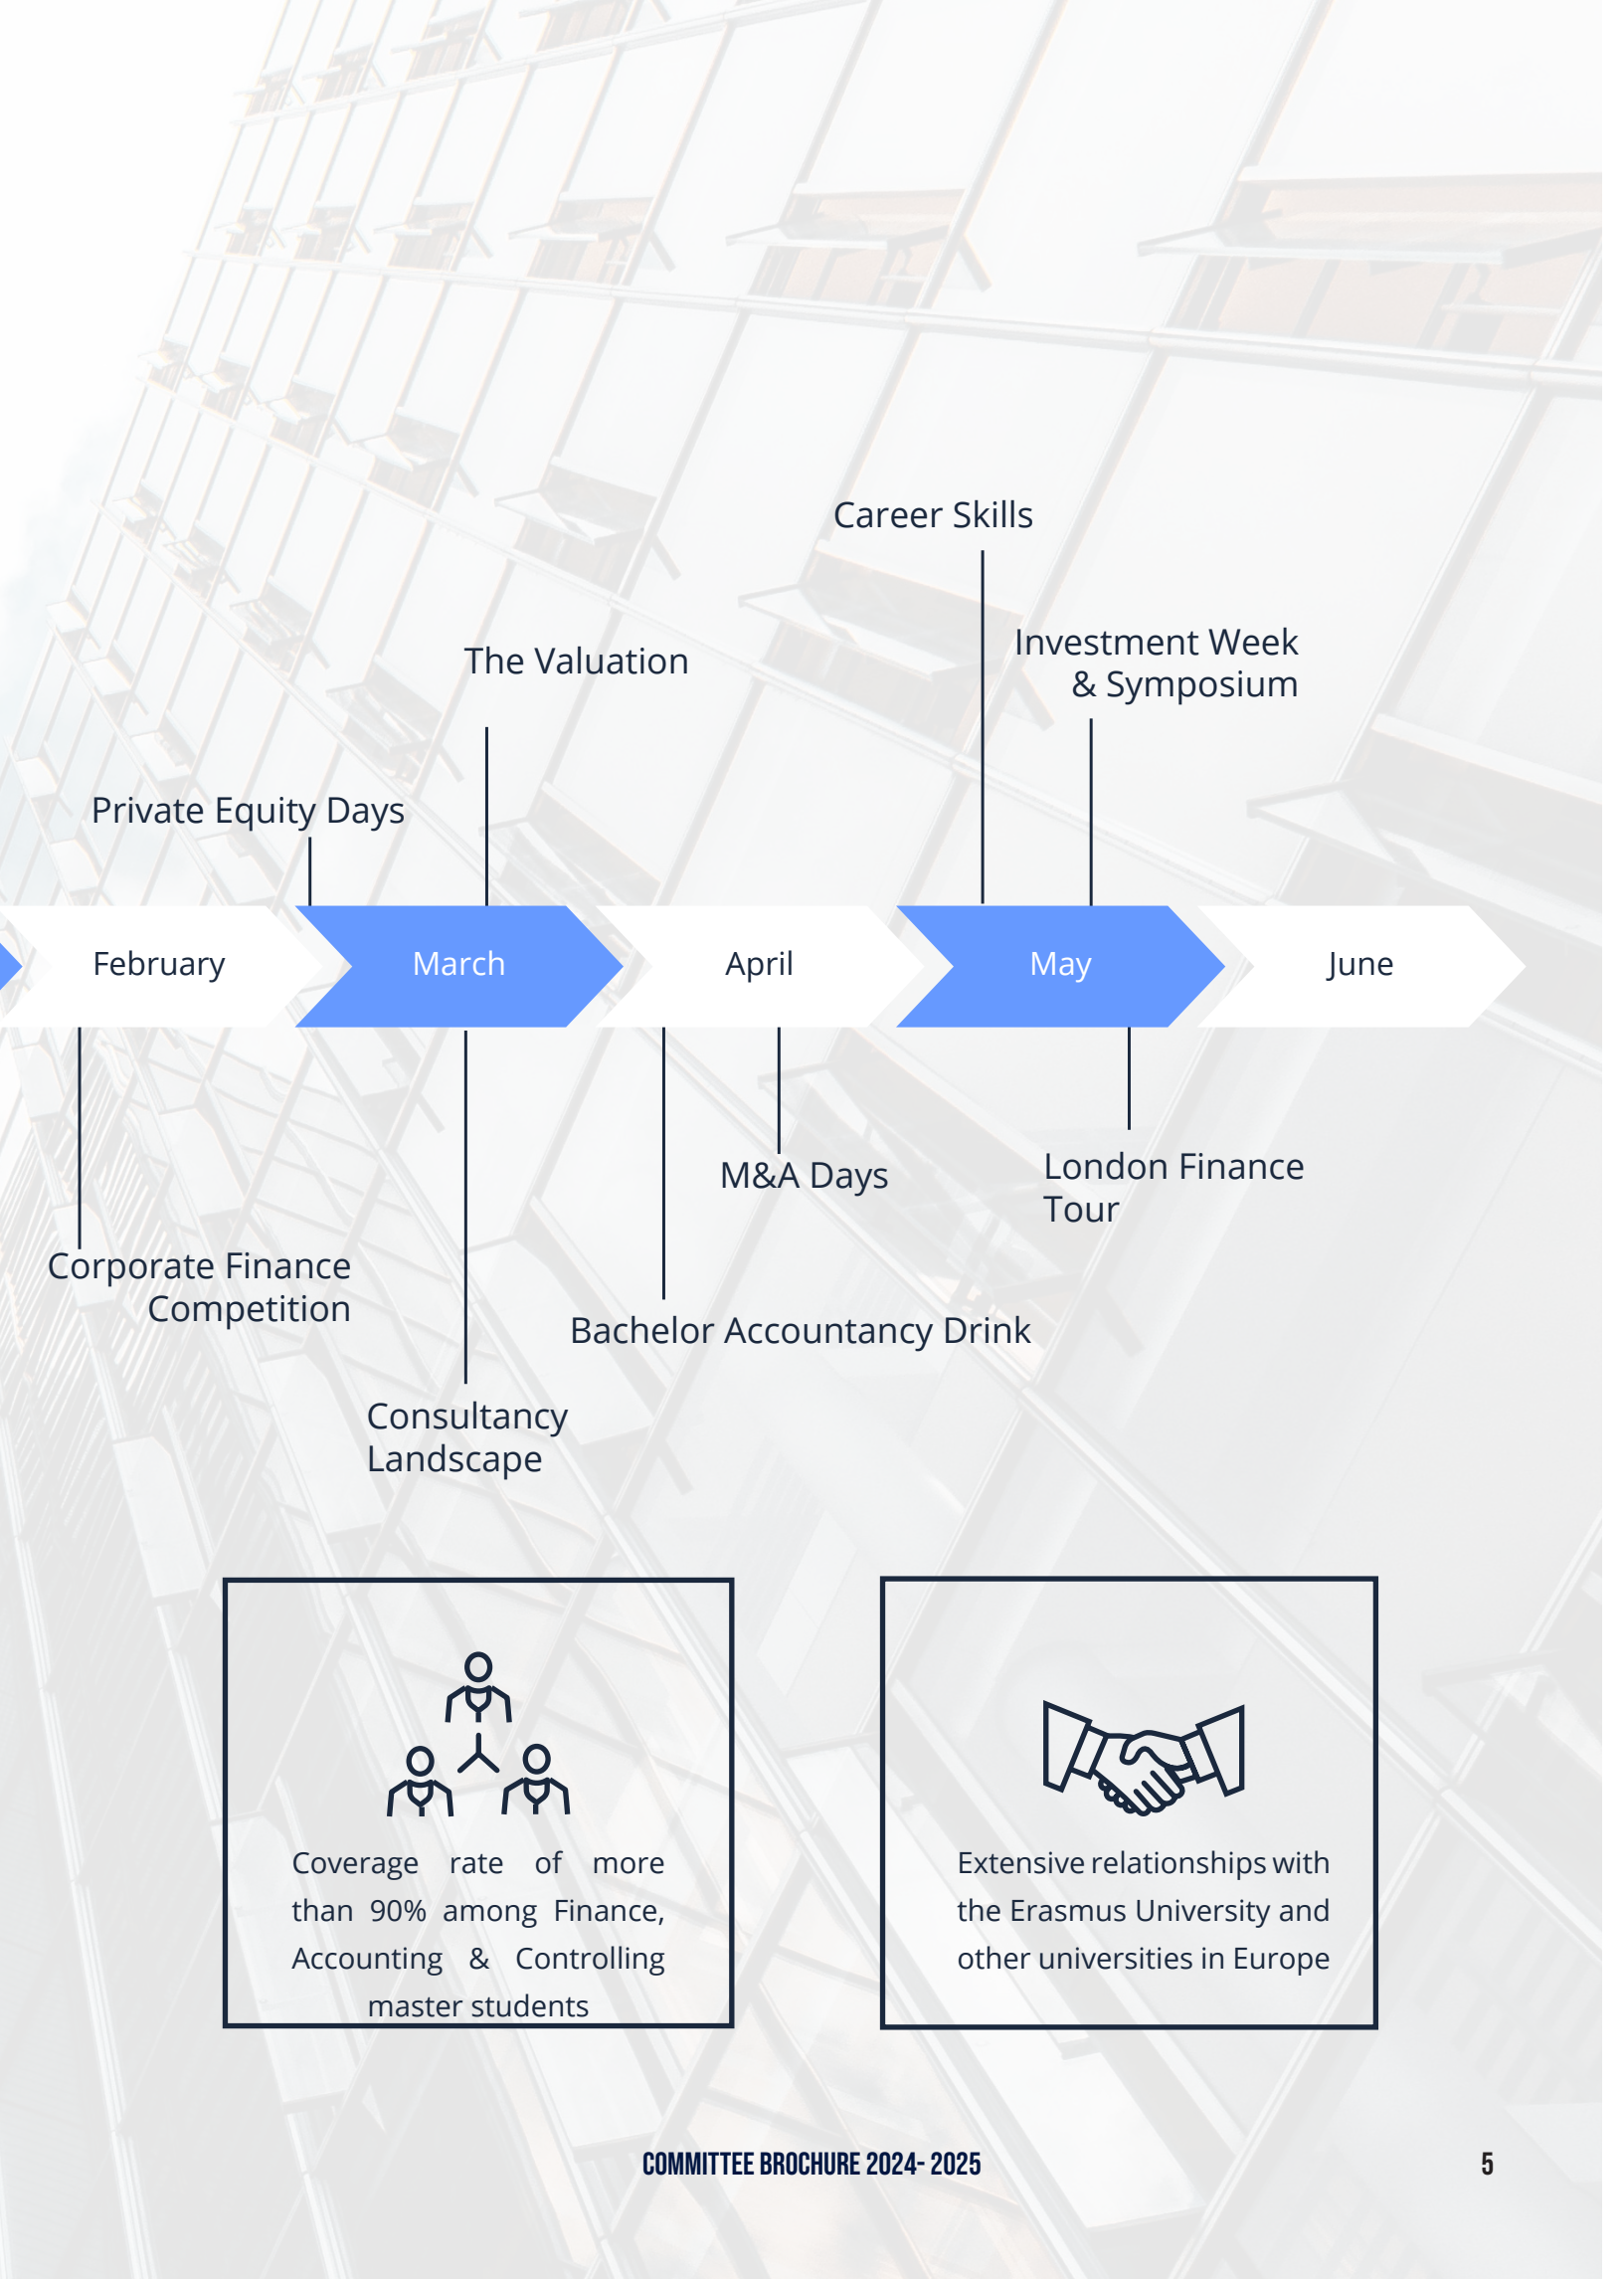 Career Skills
Investment Week
& Symposium
The Valuation
Private Equity Days
February
March
April
May
June
M&A Days
London Finance
Tour
Corporate Finance
Competition
Bachelor Accountancy Drink
Consultancy
Landscape
Coverage rate of more
than 90% among Finance,
Accounting & Controlling
master students
Extensive relationships with
the Erasmus University and
other universities in Europe
COMMITTEE BROCHURE 2024- 2025
5